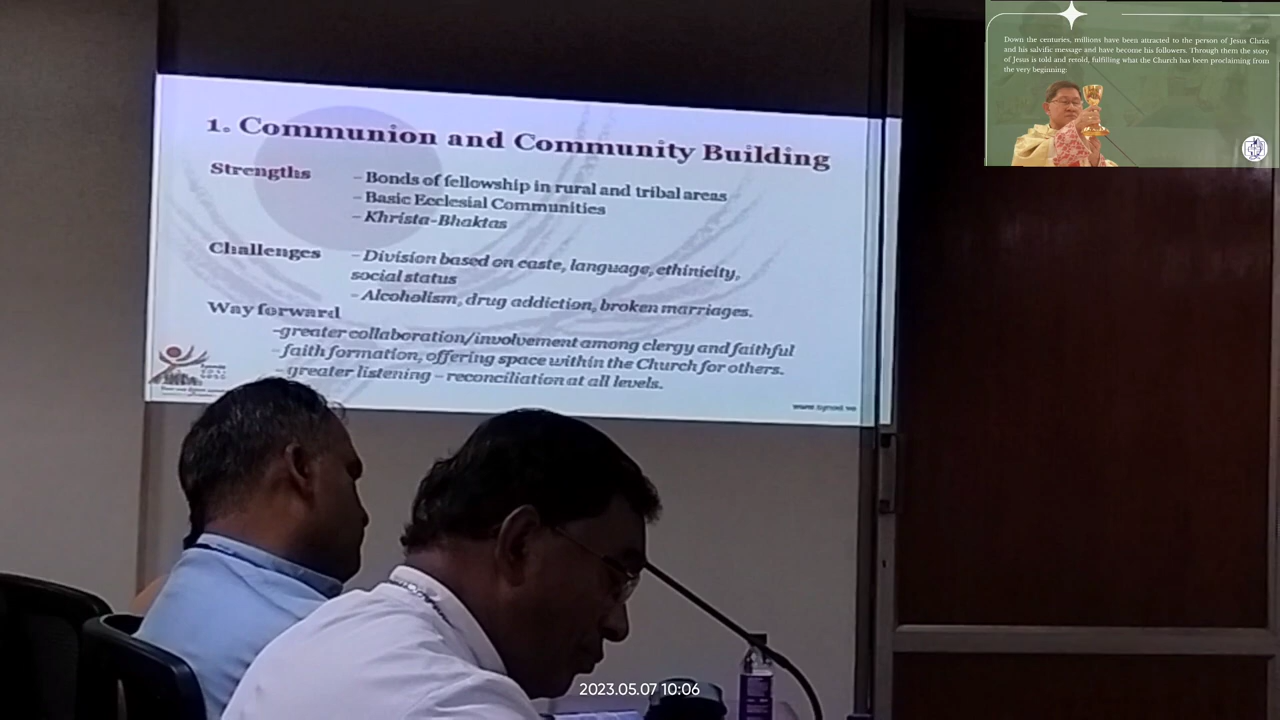 Down the centuries, millions have been attracted to the person of Jesus Christ
and his salvific message and have become his followers. Through them the story
of Jesus is told and retold, fulfilling what the Church has been proclaiming from
the very beginning:
1. Communion and Community Building
Strengths
- Bonds of fellowship in rural and tribal areas
- Basic Ecclesial Communities
- Khrista-Bhaktas
Challenges
- Division based on caste, language, ethinicity,
social status
- Alcoholism, drug addiction, broken marriages.
Way forward
-greater collaboration/involvement among clergy and faithful
- faith formation, offering space within the Church for others.
- greater listening – reconciliation at all levels.
2023.05.07 10:06